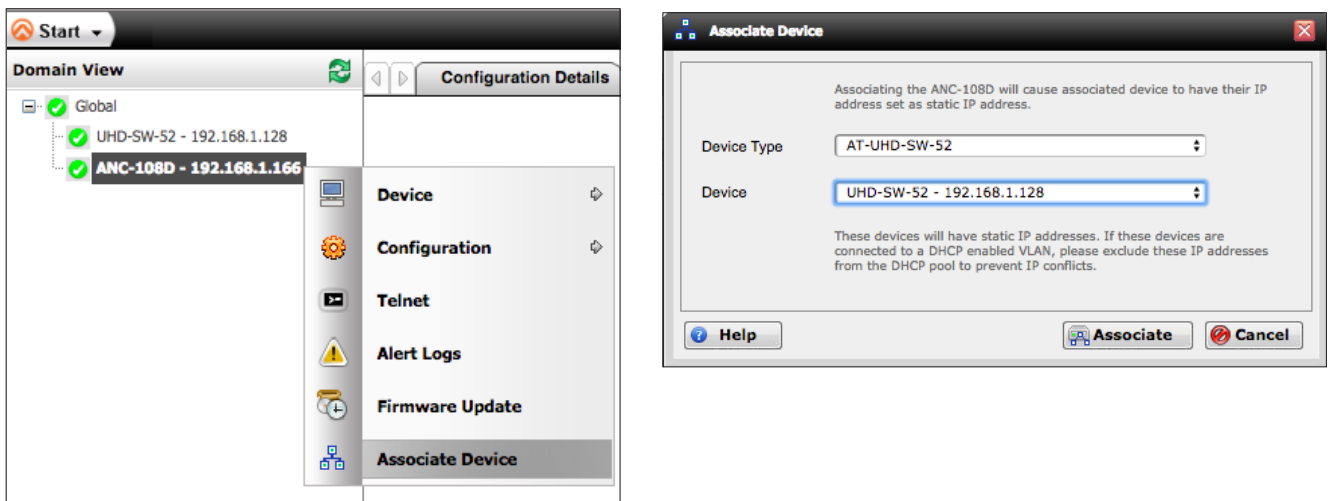 Start
Domain View
Configuration Details
Global
UHD-SW-52 - 192.168.1.128
ANC-108D - 192.168.1.166
Device
Configuration
Telnet
Alert Logs
Firmware Update
Associate Device
Associate Device
Associating the ANC-108D will cause associated device to have their IP
address set as static IP address.
Device Type AT-UHD-SW-52
Device UHD-SW-52 - 192.168.1.128
These devices will have static IP addresses. If these devices are
connected to a DHCP enabled VLAN, please exclude these IP addresses
from the DHCP pool to prevent IP conflicts.
Help Associate Cancel